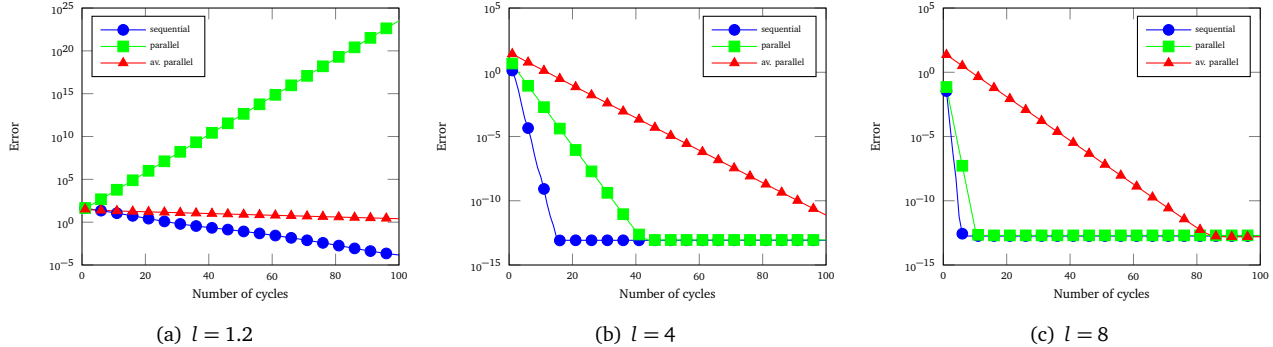 10^25
10^20
10^15
10^10
10^5
10^0
10^−5
Error
0 20 40 60 80 100
Number of cycles
sequential
parallel
av. parallel
(a) l = 1.2
10^5
10^0
10^−5
10^−10
10^−15
Error
0 20 40 60 80 100
Number of cycles
sequential
parallel
av. parallel
(b) l = 4
10^5
10^0
10^−5
10^−10
10^−15
Error
0 20 40 60 80 100
Number of cycles
sequential
parallel
av. parallel
(c) l = 8